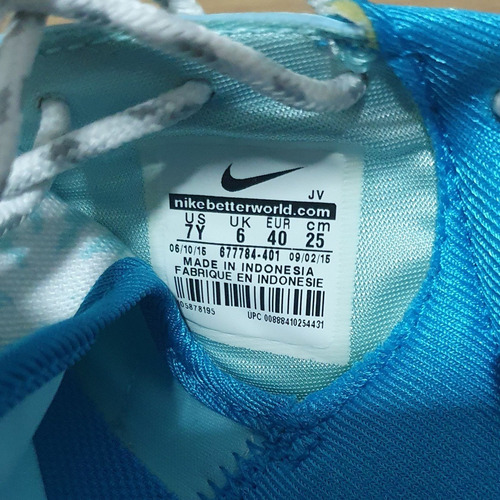 JV
nikebetterworld.com
US UK EUR cm
7Y 6 40 25
06/10/15 677784-401 09/02/15
MADE IN INDONESIA
FABRIQUE EN INDONESIE
05878195 UPC 00888410254431